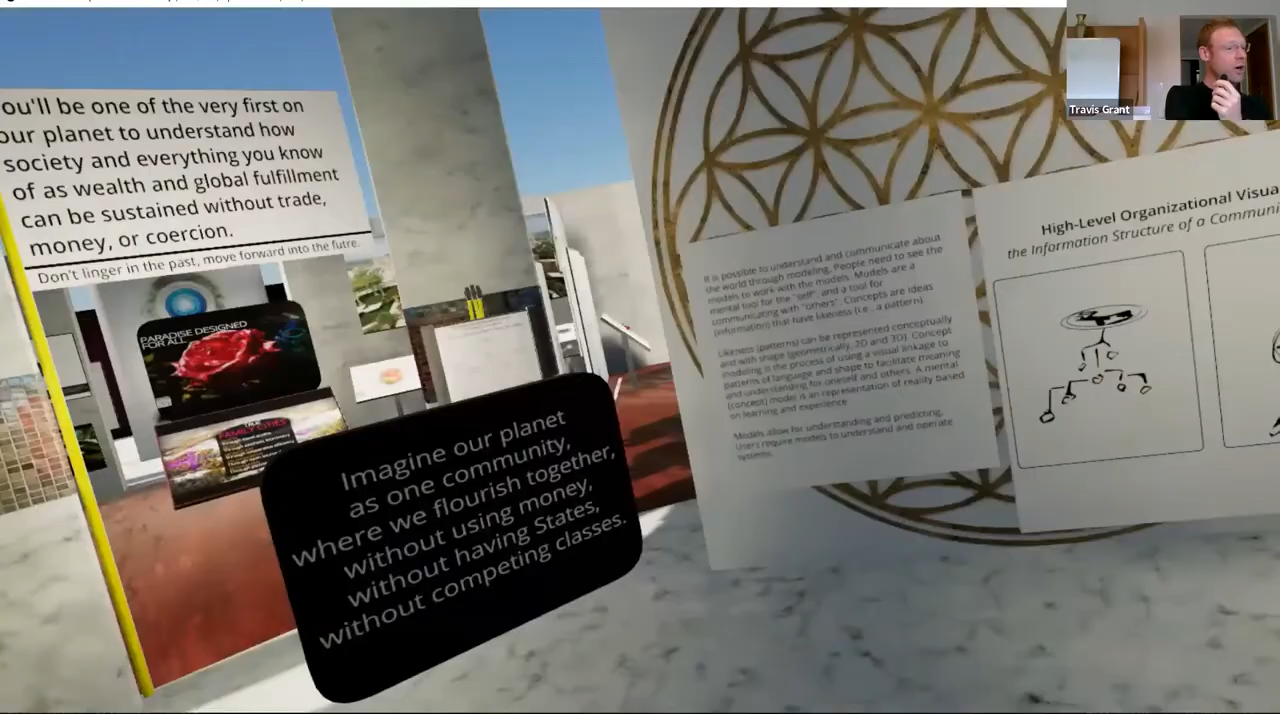 ou'll be one of the very first on
our planet to understand how
society and everything you know
of as wealth and global fulfillment
can be sustained without trade,
money, or coercion.
Don't linger in the past, move forward into the futre.
PARADISE DESIGNED
FOR ALL
FAMILY CITIES
Imagine our planet
as one community,
where we flourish together,
without using money,
without having States,
without competing classes.
It is possible to understand and communicate about
the world through modeling. People need to see the
models to work with the models. Models are a
mental tool for the "self", and a tool for
communicating with "others". Concepts are ideas
(information) that have likeness (i.e., a pattern).
Likeness (patterns) can be represented conceptually
and with shape (geometrically, 2D and 3D). Concept
modeling is the process of using a visual linkage to
patterns of language and shape to facilitate meaning
and understanding for oneself and others. A mental
(concept) model is an representation of reality based
on learning and experience
Models allow for understanding and predicting.
Users require models to understand and operate
systems.
High-Level Organizational Visua
the Information Structure of a Communi
Travis Grant